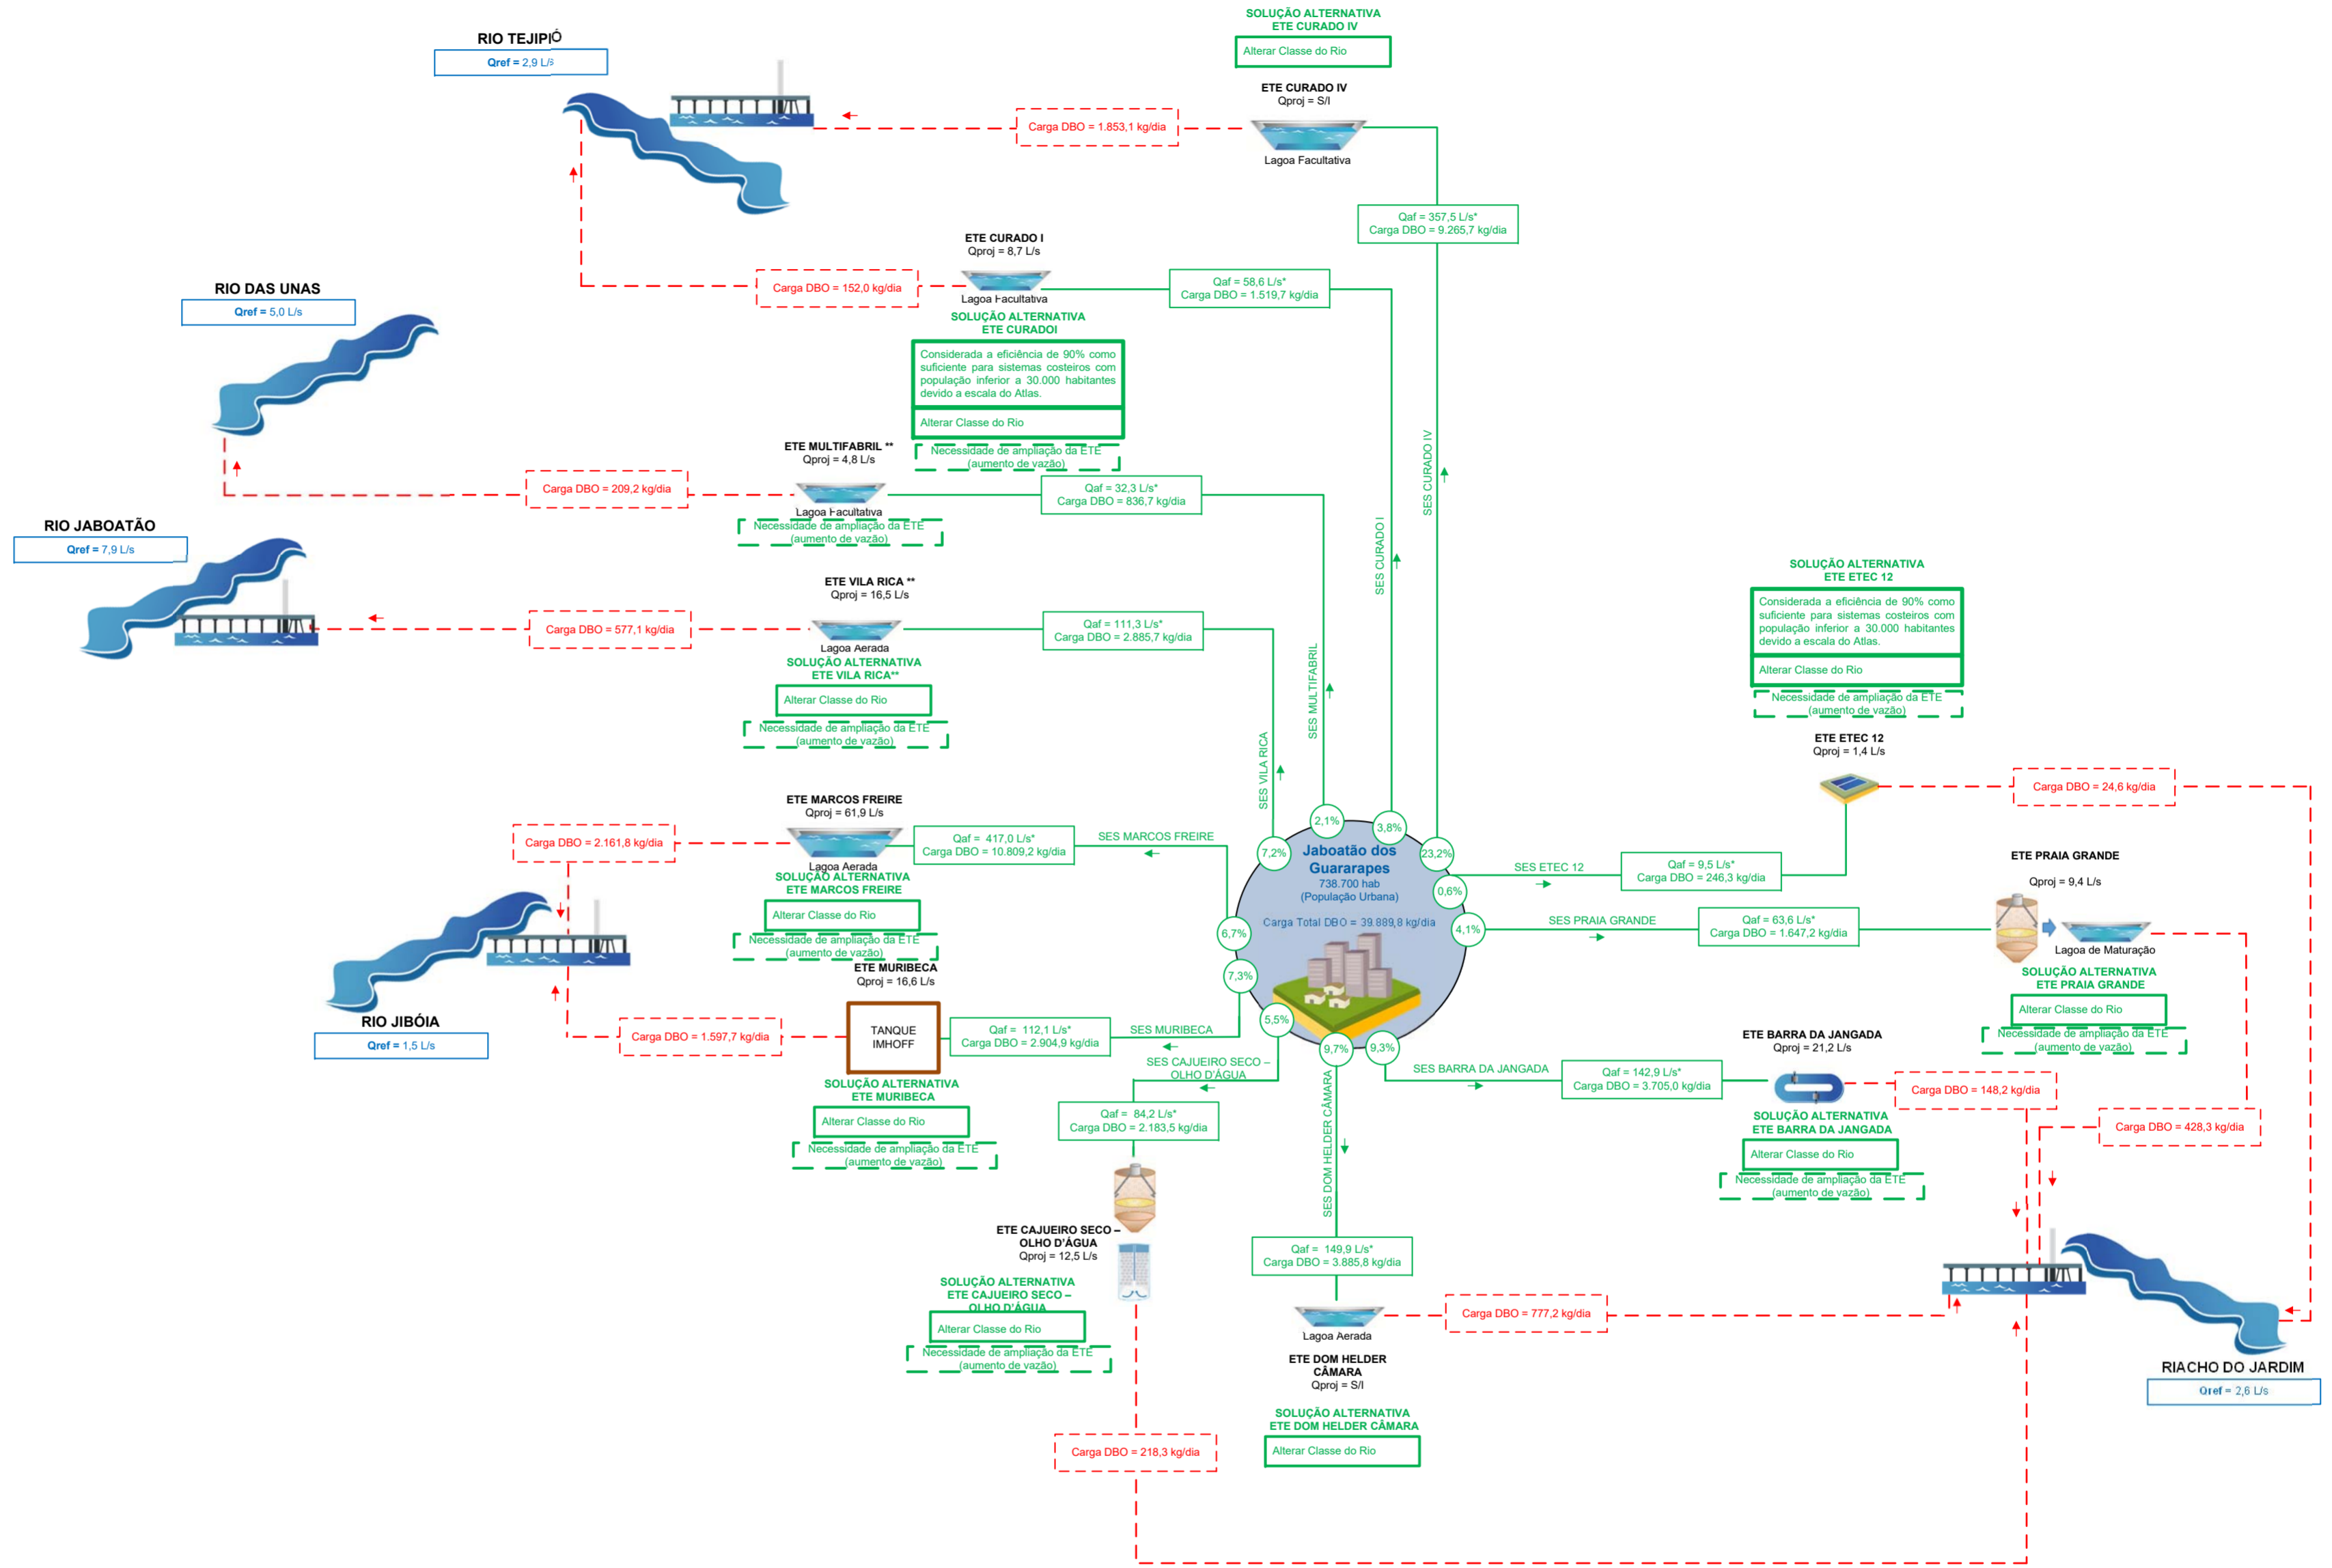 SOLUÇÃO ALTERNATIVA
ETE CURADO IV
Alterar Classe do Rio
RIO TEJIPIÓ
Qref = 2,9 L/s
ETE CURADO IV
Qproj = S/I
Carga DBO = 1.853,1 kg/dia
Lagoa Facultativa
Qaf = 357,5 L/s*
Carga DBO = 9.265,7 kg/dia
ETE CURADO I
Qproj = 8,7 L/s
Carga DBO = 152,0 kg/dia
Lagoa Facultativa
Qaf = 58,6 L/s*
Carga DBO = 1.519,7 kg/dia
SOLUÇÃO ALTERNATIVA
ETE CURADOI
Considerada a eficiência de 90% como
suficiente para sistemas costeiros com
população inferior a 30.000 habitantes
devido a escala do Atlas.
Alterar Classe do Rio
Necessidade de ampliação da ETE
(aumento de vazão)
RIO DAS UNAS
Qref = 5,0 L/s
ETE MULTIFABRIL **
Qproj = 4,8 L/s
Carga DBO = 209,2 kg/dia
Lagoa Facultativa
Necessidade de ampliação da ETE
(aumento de vazão)
Qaf = 32,3 L/s*
Carga DBO = 836,7 kg/dia
RIO JABOATÃO
Qref = 7,9 L/s
ETE VILA RICA **
Qproj = 16,5 L/s
Carga DBO = 577,1 kg/dia
Lagoa Aerada
Qaf = 111,3 L/s*
Carga DBO = 2.885,7 kg/dia
SOLUÇÃO ALTERNATIVA
ETE VILA RICA**
Alterar Classe do Rio
Necessidade de ampliação da ETE
(aumento de vazão)
SES VILA RICA
SES MULTIFABRIL
SES CURADO I
SES CURADO IV
SOLUÇÃO ALTERNATIVA
ETE ETEC 12
Considerada a eficiência de 90% como
suficiente para sistemas costeiros com
população inferior a 30.000 habitantes
devido a escala do Atlas.
Alterar Classe do Rio
Necessidade de ampliação da ETE
(aumento de vazão)
ETE ETEC 12
Qproj = 1,4 L/s
Carga DBO = 24,6 kg/dia
ETE MARCOS FREIRE
Qproj = 61,9 L/s
Carga DBO = 2.161,8 kg/dia
Lagoa Aerada
Qaf = 417,0 L/s*
Carga DBO = 10.809,2 kg/dia
SES MARCOS FREIRE
SOLUÇÃO ALTERNATIVA
ETE MARCOS FREIRE
Alterar Classe do Rio
Necessidade de ampliação da ETE
(aumento de vazão)
7,2%
2,1%
3,8%
23,2%
0,6%
4,1%
6,7%
7,3%
5,5%
9,7%
9,3%
Jaboatão dos
Guararapes
738.700 hab
(População Urbana)
Carga Total DBO = 39.889,8 kg/dia
SES ETEC 12
Qaf = 9,5 L/s*
Carga DBO = 246,3 kg/dia
SES PRAIA GRANDE
Qaf = 63,6 L/s*
Carga DBO = 1.647,2 kg/dia
ETE PRAIA GRANDE
Qproj = 9,4 L/s
Lagoa de Maturação
SOLUÇÃO ALTERNATIVA
ETE PRAIA GRANDE
Alterar Classe do Rio
Necessidade de ampliação da ETE
(aumento de vazão)
RIO JIBÓIA
Qref = 1,5 L/s
ETE MURIBECA
Qproj = 16,6 L/s
Carga DBO = 1.597,7 kg/dia
TANQUE
IMHOFF
Qaf = 112,1 L/s*
Carga DBO = 2.904,9 kg/dia
SES MURIBECA
SOLUÇÃO ALTERNATIVA
ETE MURIBECA
Alterar Classe do Rio
Necessidade de ampliação da ETE
(aumento de vazão)
SES CAJUEIRO SECO –
OLHO D'ÁGUA
Qaf = 84,2 L/s*
Carga DBO = 2.183,5 kg/dia
SES DOM HELDER CÂMARA
SES BARRA DA JANGADA
Qaf = 142,9 L/s*
Carga DBO = 3.705,0 kg/dia
ETE BARRA DA JANGADA
Qproj = 21,2 L/s
Carga DBO = 148,2 kg/dia
Carga DBO = 428,3 kg/dia
SOLUÇÃO ALTERNATIVA
ETE BARRA DA JANGADA
Alterar Classe do Rio
Necessidade de ampliação da ETE
(aumento de vazão)
ETE CAJUEIRO SECO –
OLHO D'ÁGUA
Qproj = 12,5 L/s
SOLUÇÃO ALTERNATIVA
ETE CAJUEIRO SECO –
OLHO D'ÁGUA
Alterar Classe do Rio
Necessidade de ampliação da ETE
(aumento de vazão)
Carga DBO = 218,3 kg/dia
Qaf = 149,9 L/s*
Carga DBO = 3.885,8 kg/dia
Lagoa Aerada
Carga DBO = 777,2 kg/dia
ETE DOM HELDER
CÂMARA
Qproj = S/I
SOLUÇÃO ALTERNATIVA
ETE DOM HELDER CÂMARA
Alterar Classe do Rio
RIACHO DO JARDIM
Qref = 2,6 L/s